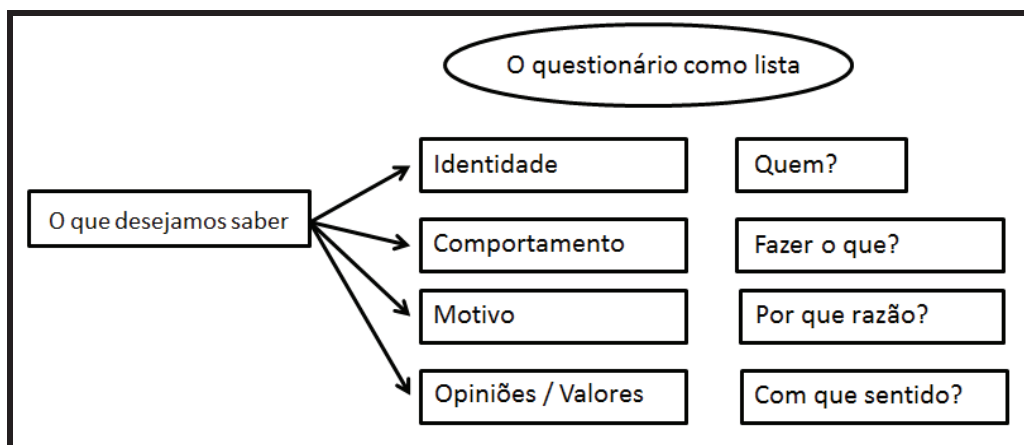 O questionário como lista
Identidade
Quem?
O que desejamos saber
Comportamento
Fazer o que?
Motivo
Por que razão?
Opiniões / Valores
Com que sentido?